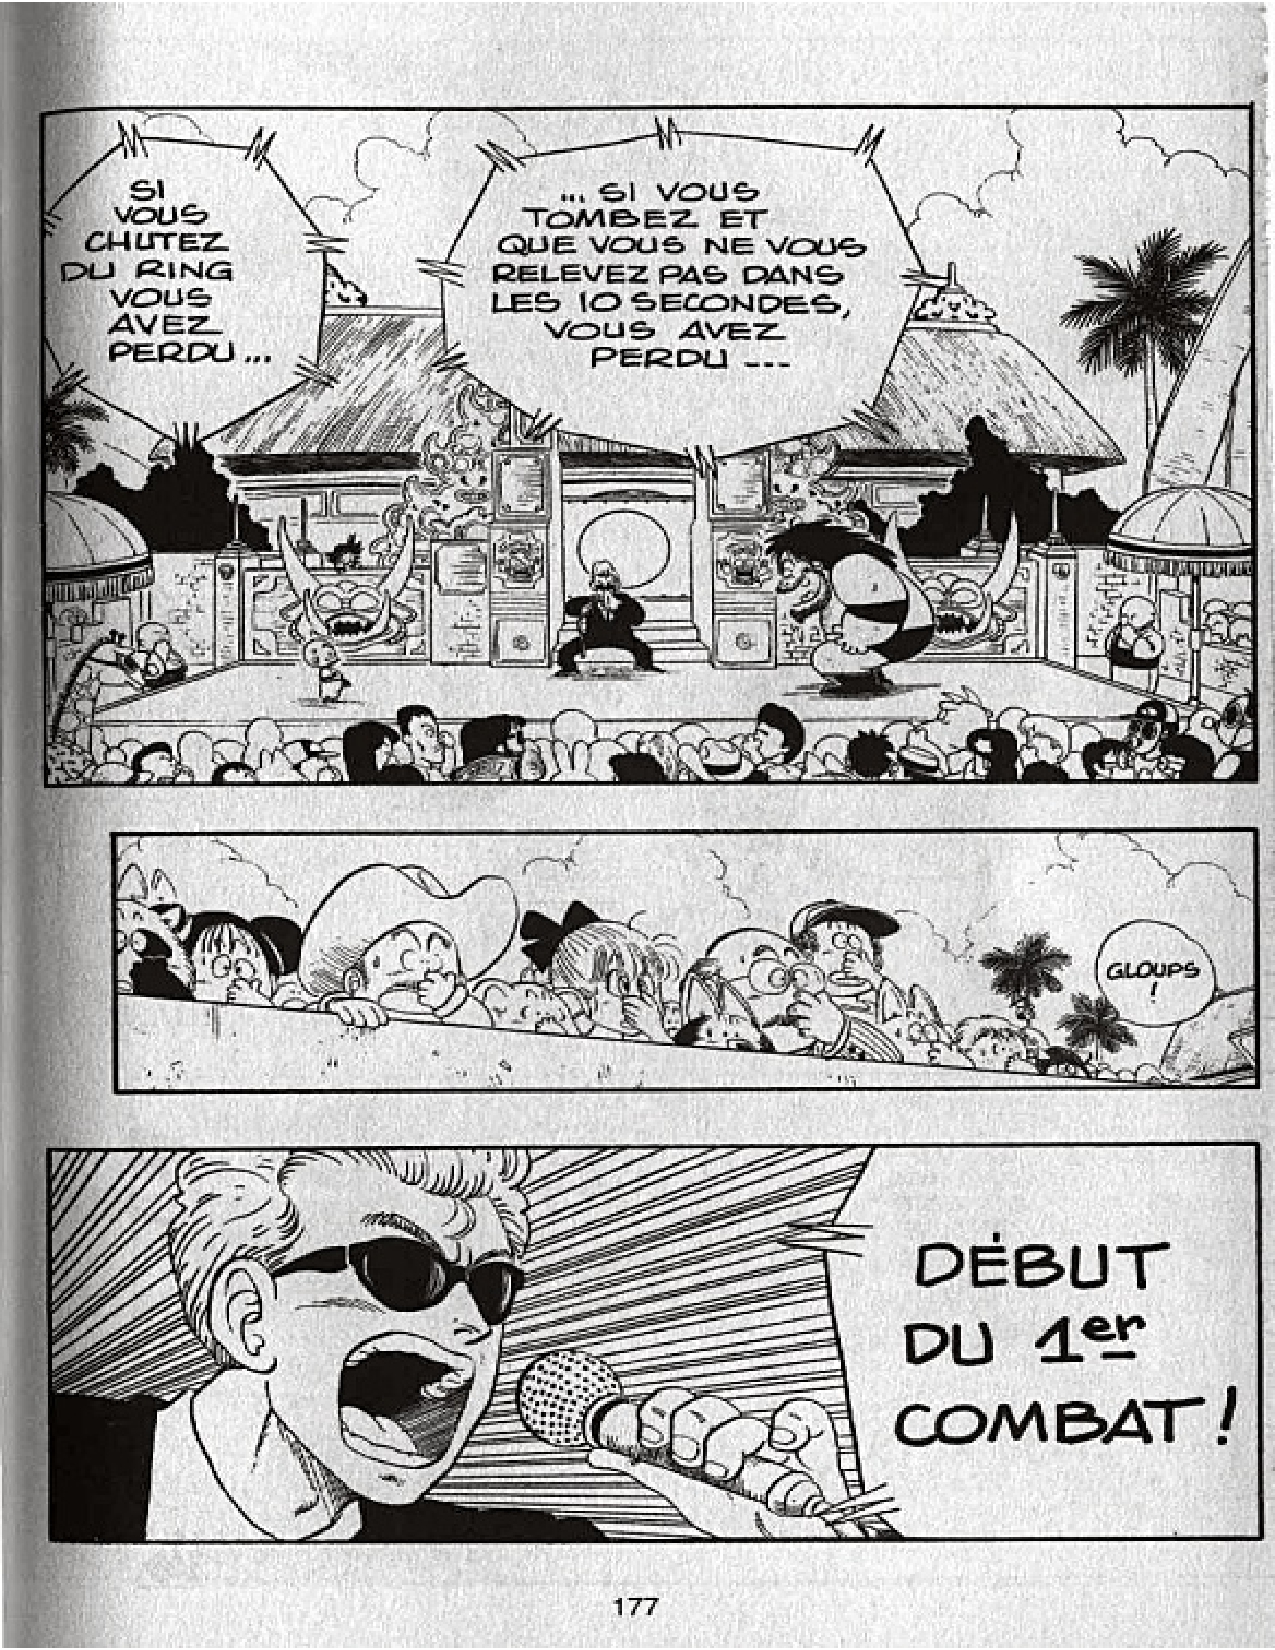 SI
VOUS
CHUTEZ
DU RING
VOUS
AVEZ
PERDU...
... SI VOUS
TOMBEZ ET
QUE VOUS NE VOUS
RELEVEZ PAS DANS
LES 10 SECONDES,
VOUS AVEZ
PERDU ---
GLOUPS
!
DÉBUT
DU 1er
COMBAT !
177